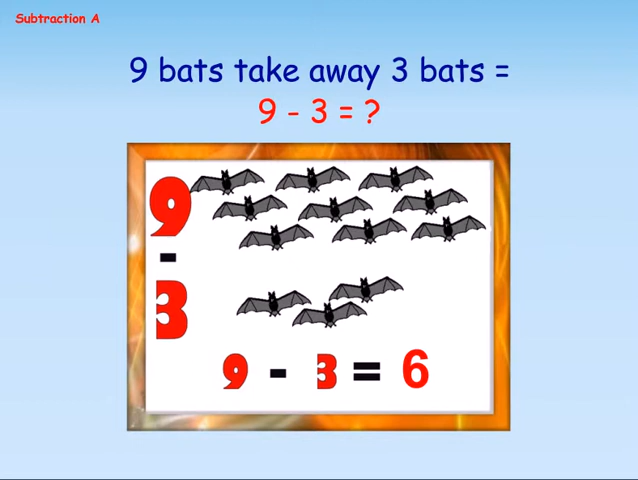 Subtraction A
9 bats take away 3 bats =
9 - 3 = ?
9
-
3
9 - 3 = 6